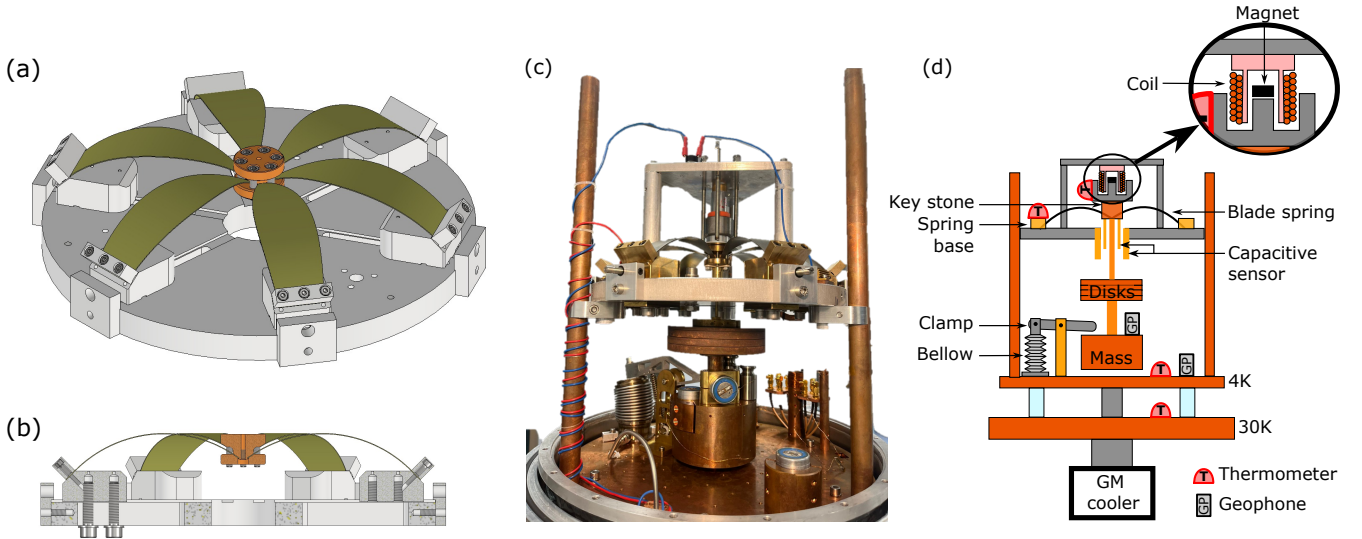 (a)
(b)
(c)
(d)
Magnet
Coil
Key stone
Spring
base
Blade spring
Capacitive
sensor
T
T
Disks
GP
Clamp
Bellow
Mass
T
GP
4K
T
30K
GM
cooler
T Thermometer
GP Geophone